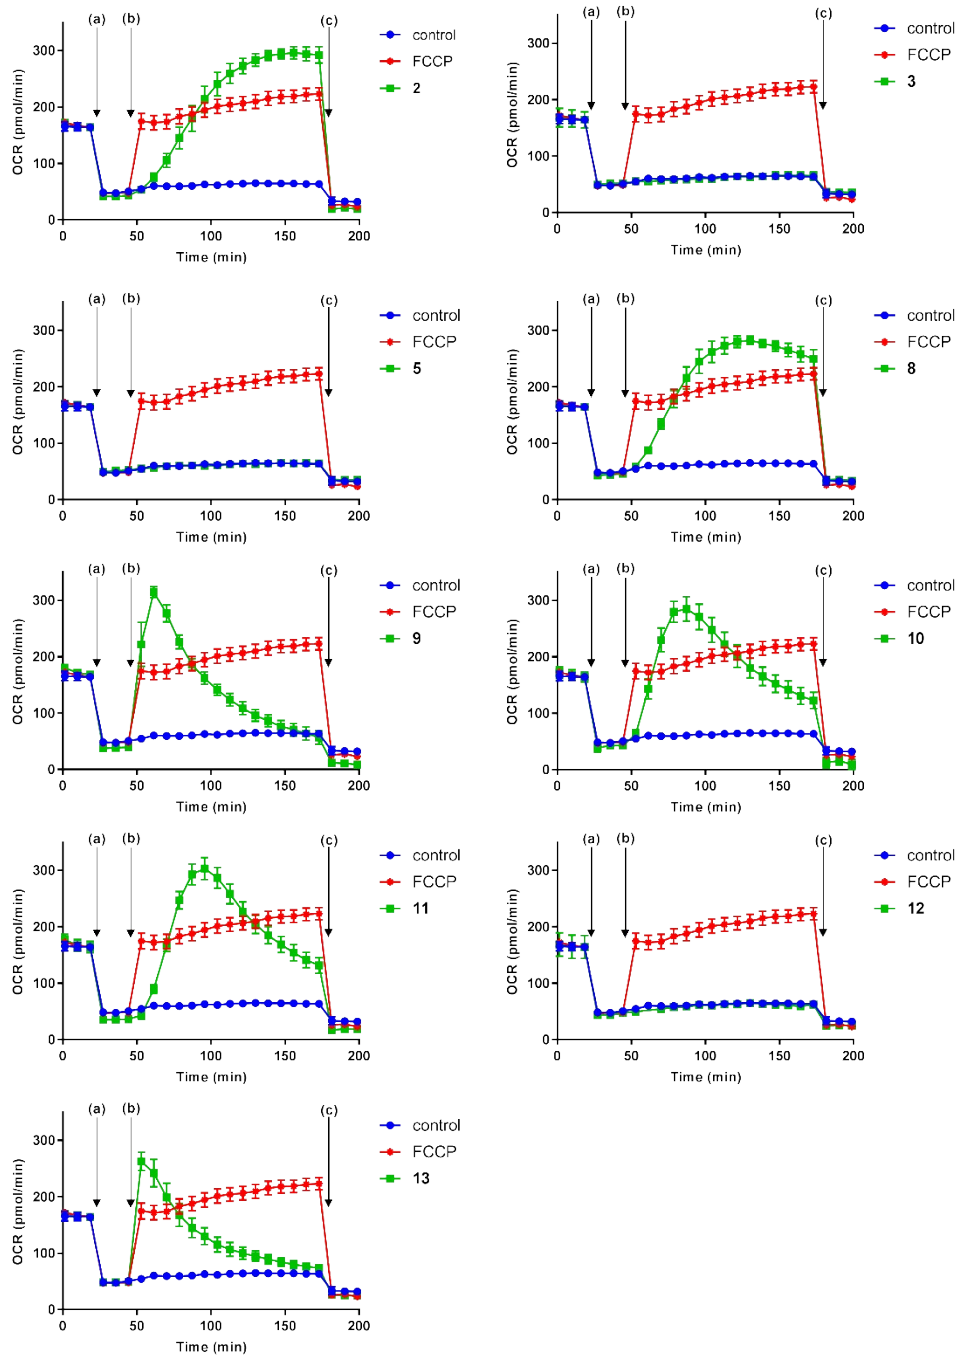 (a) (b) (c)
control
FCCP
2
OCR (pmol/min)
300
200
100
0
0 50 100 150 200
Time (min)
(a) (b) (c)
control
FCCP
3
OCR (pmol/min)
300
200
100
0
0 50 100 150 200
Time (min)
(a) (b) (c)
control
FCCP
5
OCR (pmol/min)
300
200
100
0
0 50 100 150 200
Time (min)
(a) (b) (c)
control
FCCP
8
OCR (pmol/min)
300
200
100
0
0 50 100 150 200
Time (min)
(a) (b) (c)
control
FCCP
9
OCR (pmol/min)
300
200
100
0
0 50 100 150 200
Time (min)
(a) (b) (c)
control
FCCP
10
OCR (pmol/min)
300
200
100
0
0 50 100 150 200
Time (min)
(a) (b) (c)
control
FCCP
11
OCR (pmol/min)
300
200
100
0
0 50 100 150 200
Time (min)
(a) (b) (c)
control
FCCP
12
OCR (pmol/min)
300
200
100
0
0 50 100 150 200
Time (min)
(a) (b) (c)
control
FCCP
13
OCR (pmol/min)
300
200
100
0
0 50 100 150 200
Time (min)